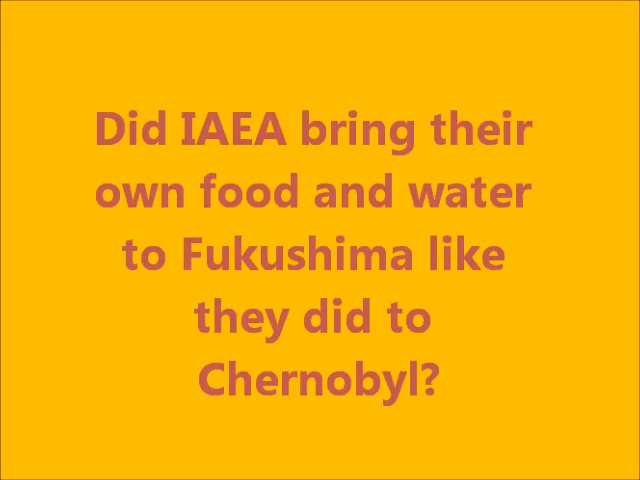 Did IAEA bring their
own food and water
to Fukushima like
they did to
Chernobyl?